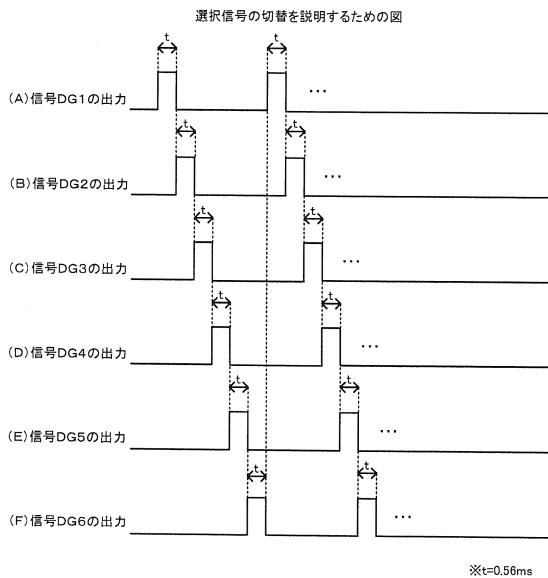 選択信号の切替を説明するための図
t
t
…
(A)信号DG1の出力
t
t
…
(B)信号DG2の出力
t
t
…
(C)信号DG3の出力
t
t
…
(D)信号DG4の出力
t
t
…
(E)信号DG5の出力
t
t
…
(F)信号DG6の出力
※t=0.56ms